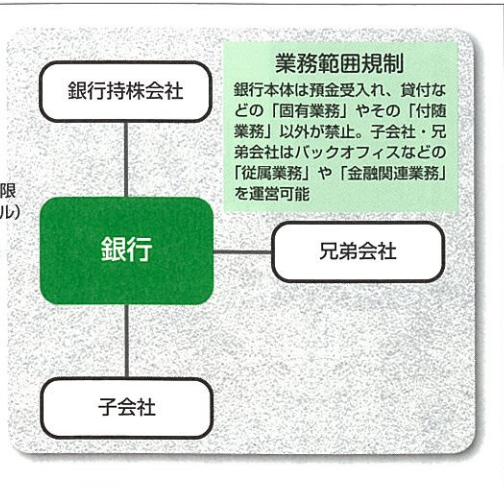 銀行持株会社
業務範囲規制
銀行本体は預金受入れ、貸付な
どの「固有業務」やその「付随
業務」以外が禁止。子会社・兄
弟会社はバックオフィスなどの
「従属業務」や「金融関連業務」
を運営可能
限
ル)
銀行
兄弟会社
子会社